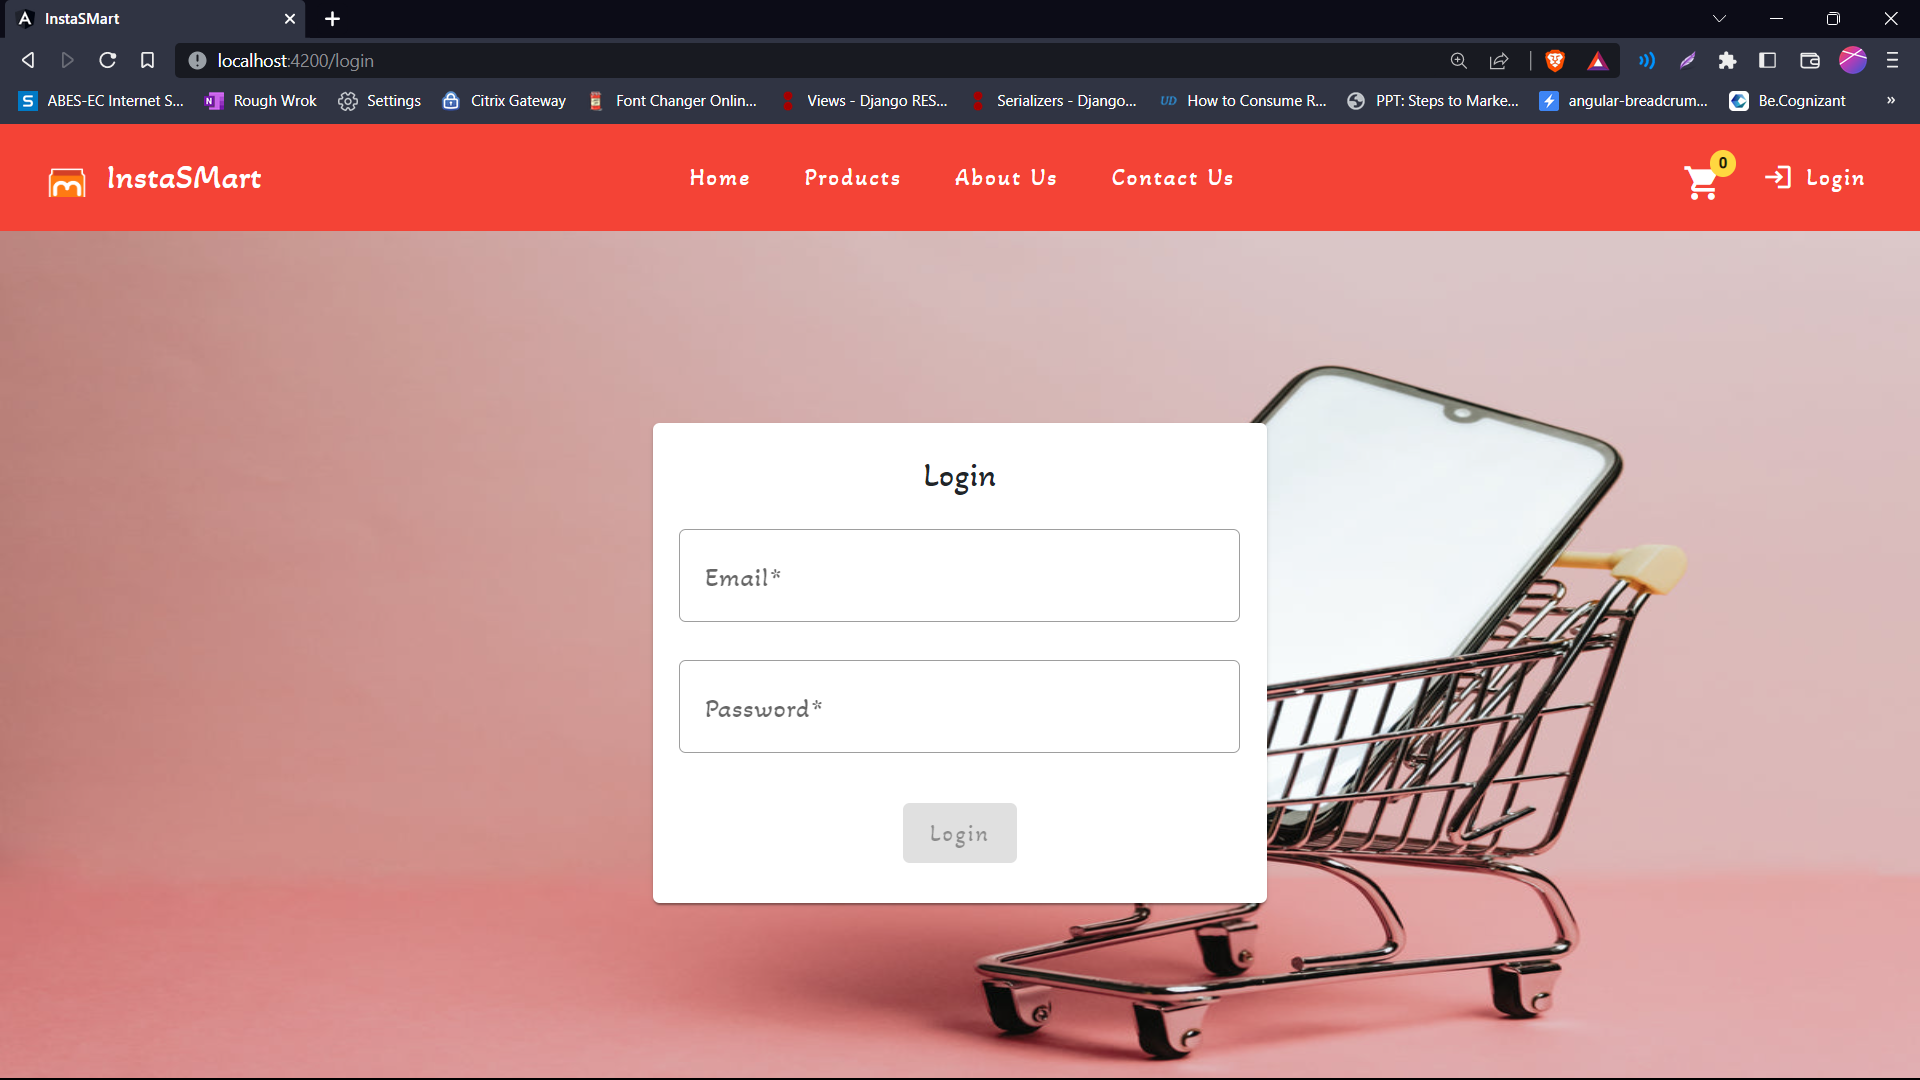 InstaSMart
localhost:4200/login
ABES-EC Internet S...
Rough Wrok
Settings
Citrix Gateway
Font Changer Onlin...
Views - Django RES...
Serializers - Django...
UD How to Consume R...
PPT: Steps to Marke...
angular-breadcrum...
Be.Cognizant
InstaSMart
Home
Products
About Us
Contact Us
0
Login
Login
Email*
Password*
Login